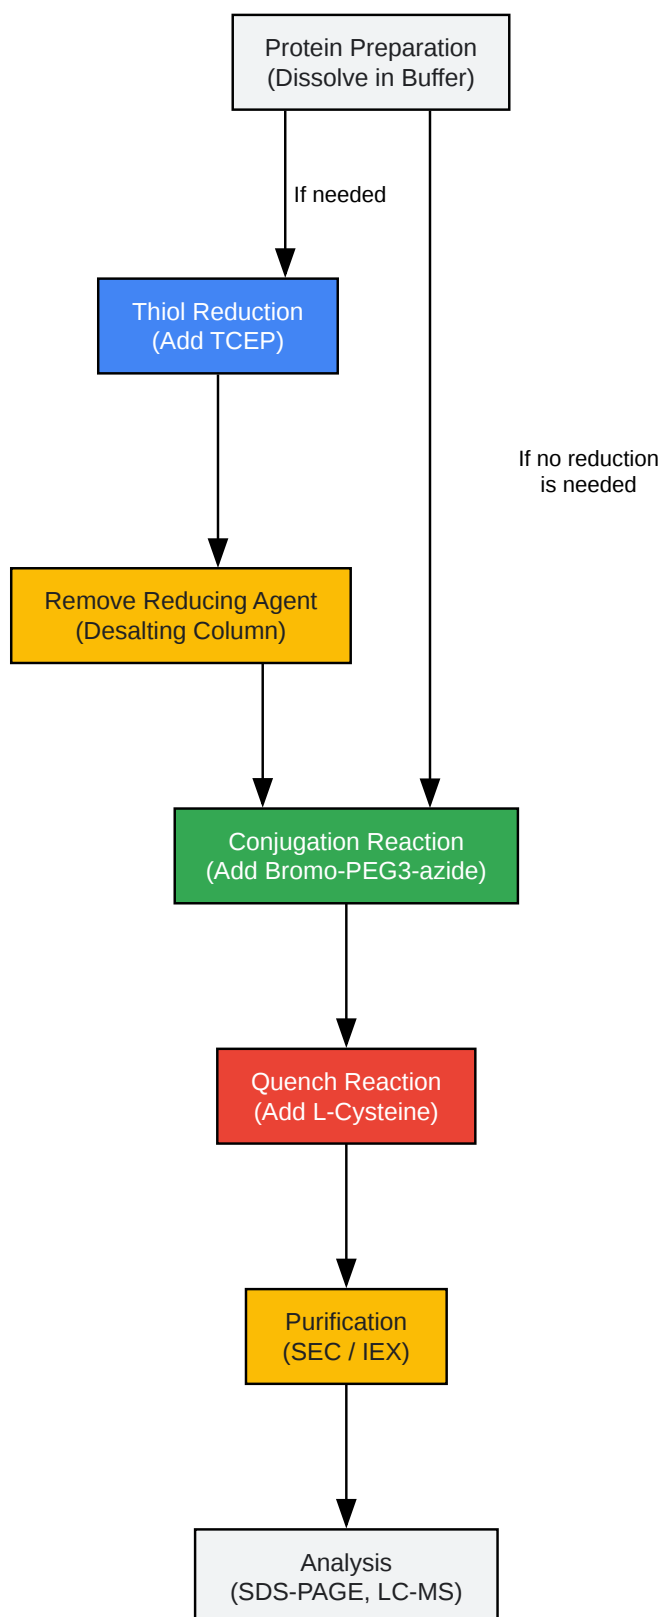 Protein Preparation
(Dissolve in Buffer)
If needed
Thiol Reduction
(Add TCEP)
If no reduction
is needed
Remove Reducing Agent
(Desalting Column)
Conjugation Reaction
(Add Bromo-PEG3-azide)
Quench Reaction
(Add L-Cysteine)
Purification
(SEC / IEX)
Analysis
(SDS-PAGE, LC-MS)